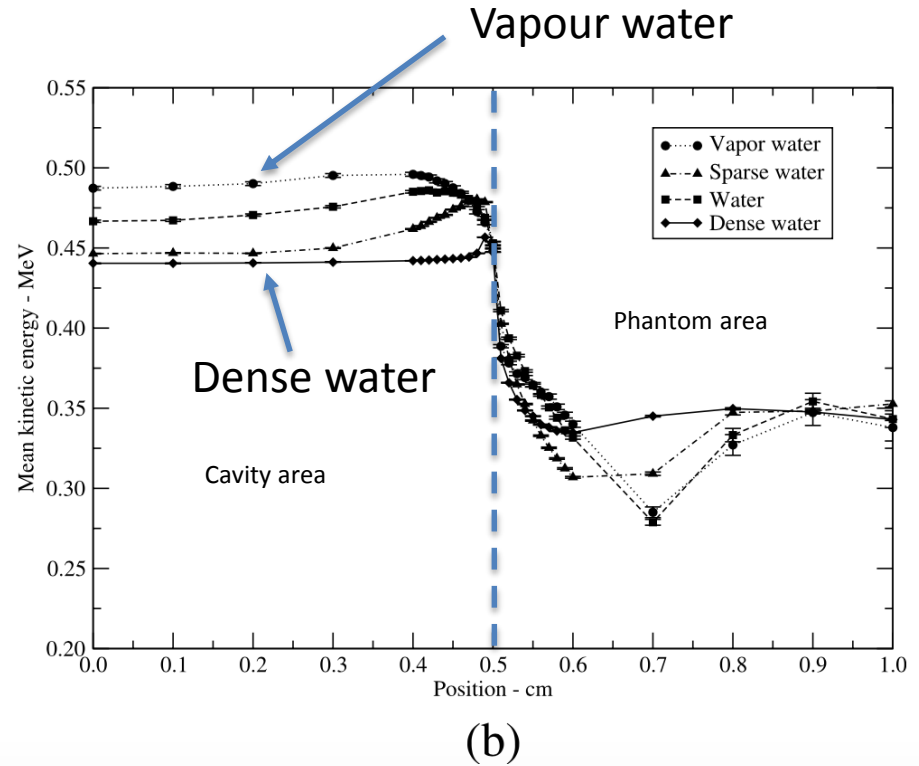 Vapour water
0.55
0.50
0.45
0.40
0.35
0.30
0.25
0.20
Mean kinetic energy - MeV
Vapor water
Sparse water
Water
Dense water
Phantom area
Dense water
Cavity area
0.0 0.1 0.2 0.3 0.4 0.5 0.6 0.7 0.8 0.9 1.0
Position - cm
(b)